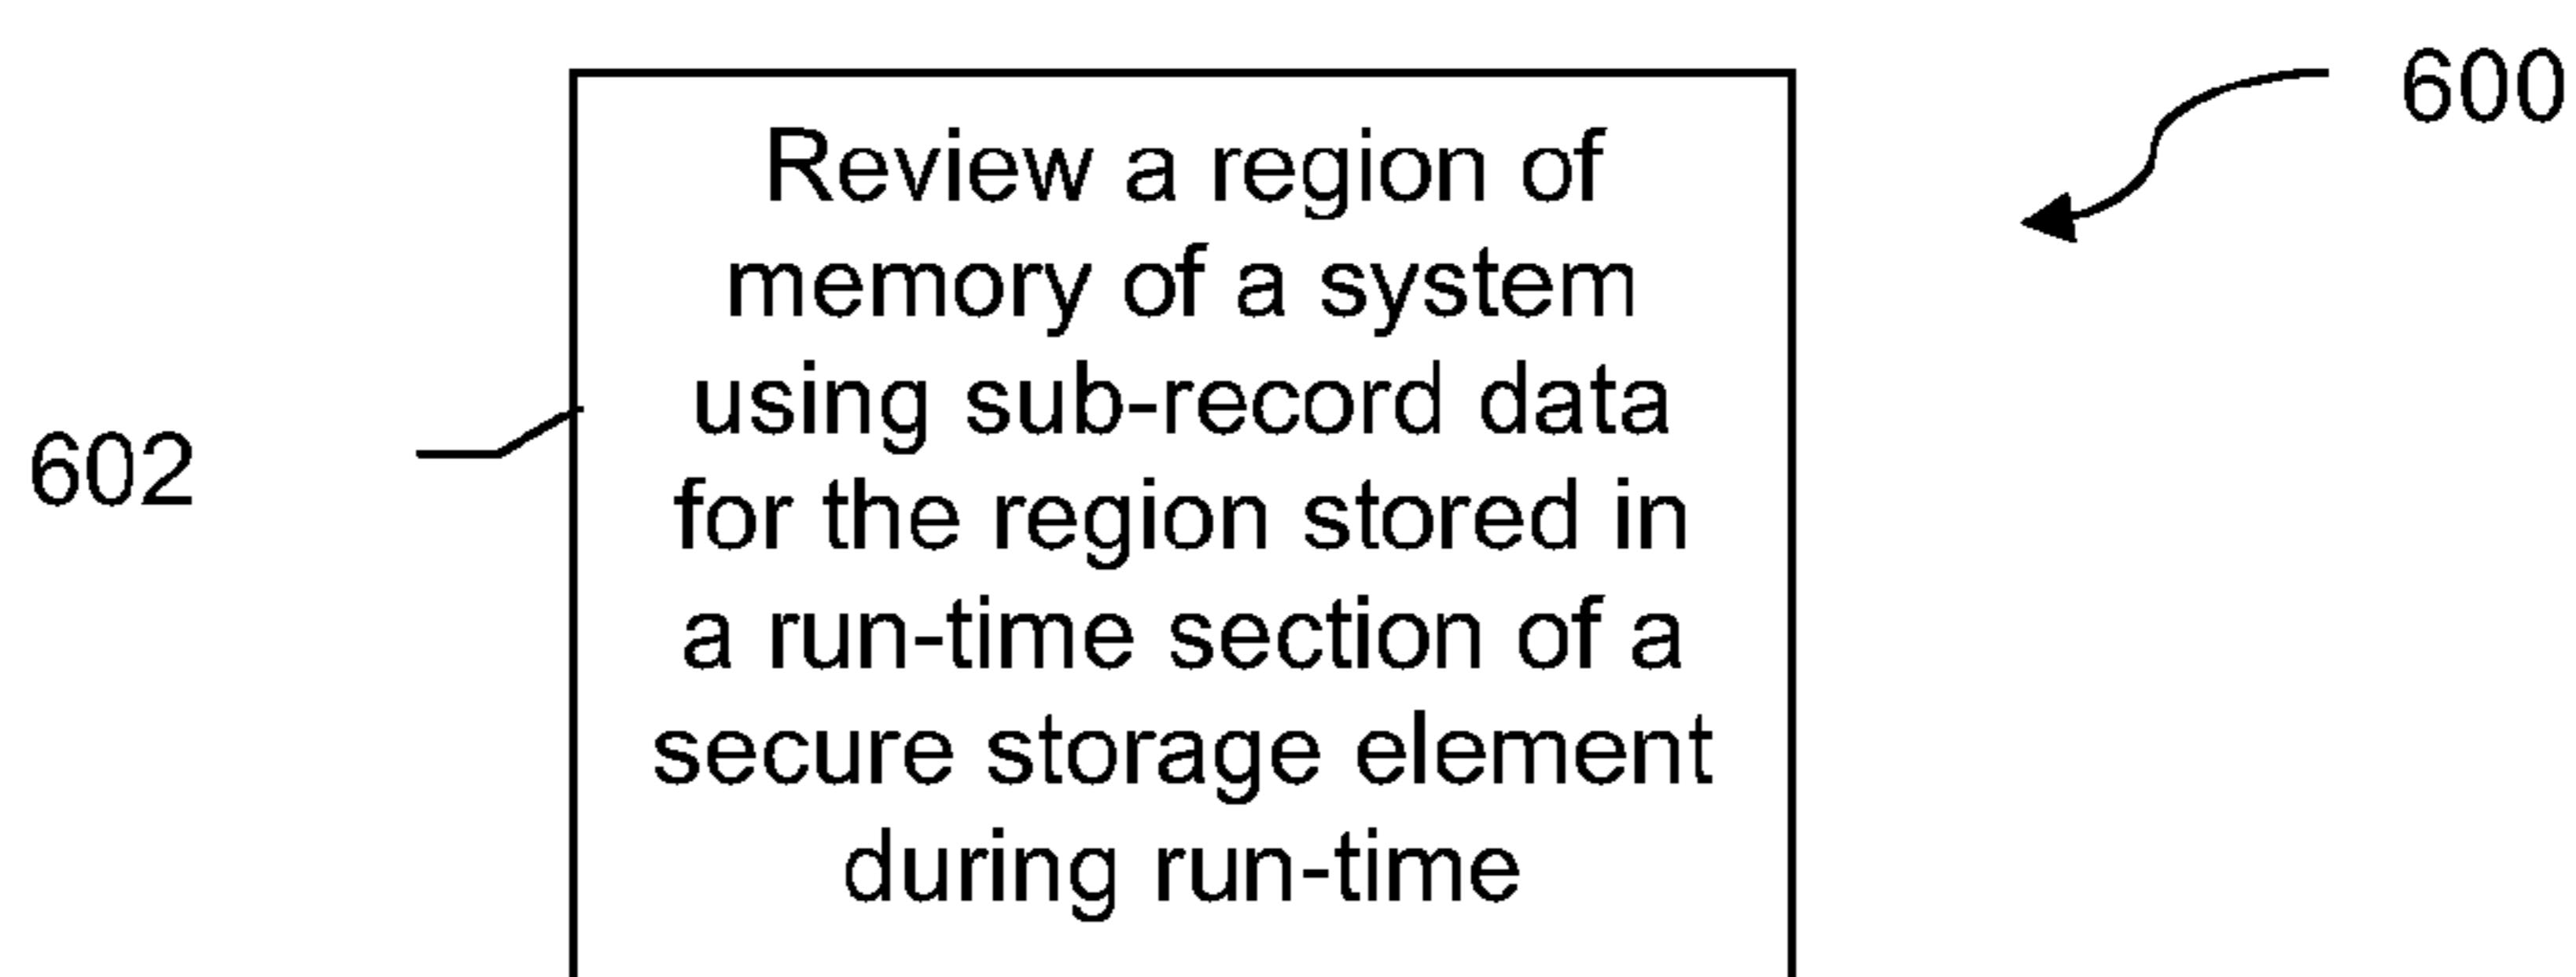 600
Review a region of
memory of a system
using sub-record data
for the region stored in
a run-time section of a
secure storage element
during run-time
602